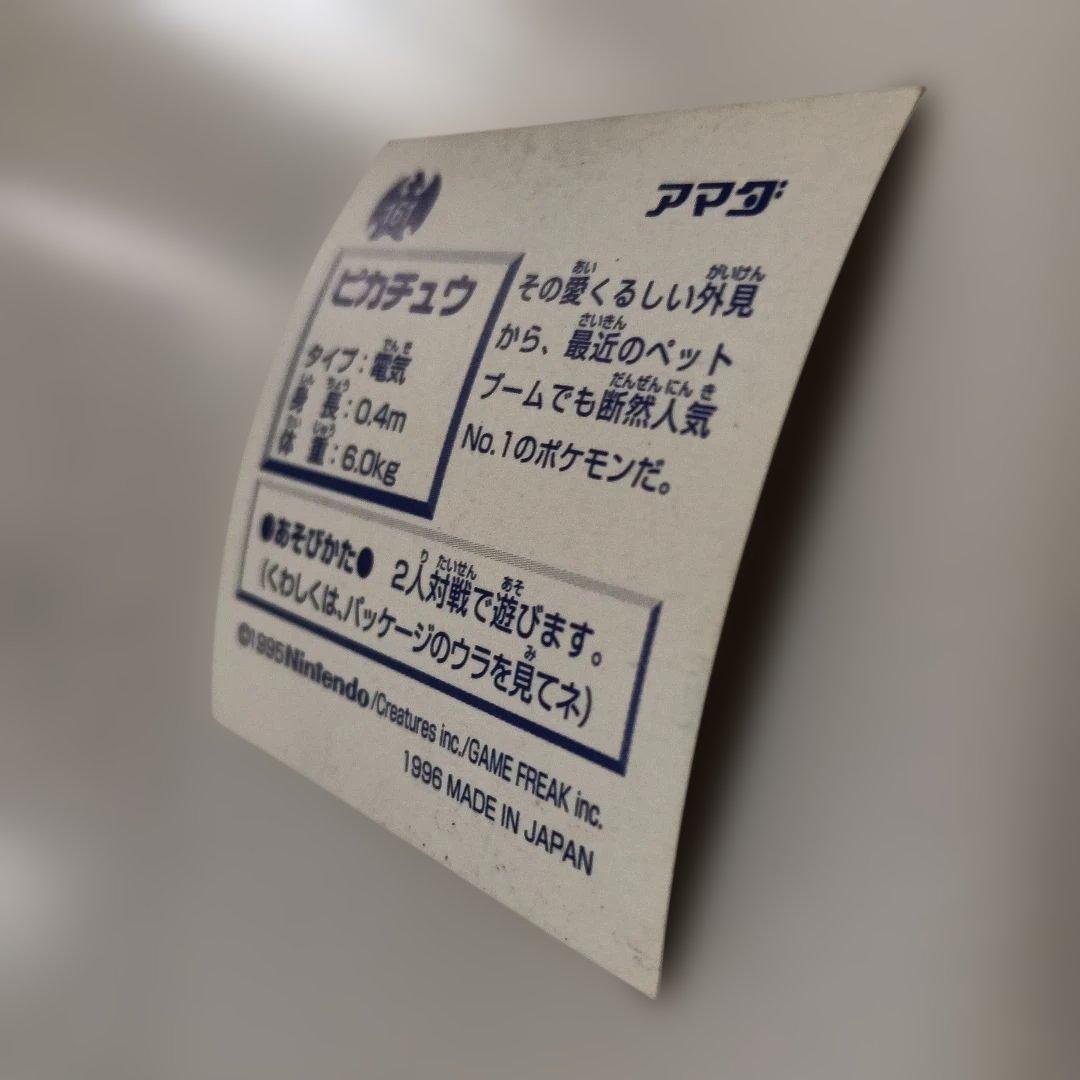 アマダ
ピカチュウ
タイプ：電気
身長：0.4m
体重：6.0kg
その愛くるしい外見
から、最近のペット
ブームでも断然人気
No.1のポケモンだ。
●あそびかた● 2人対戦で遊びます。
(くわしくは、パッケージのウラを見てネ)
©1995 Nintendo/Creatures inc./GAME FREAK inc.
1996 MADE IN JAPAN